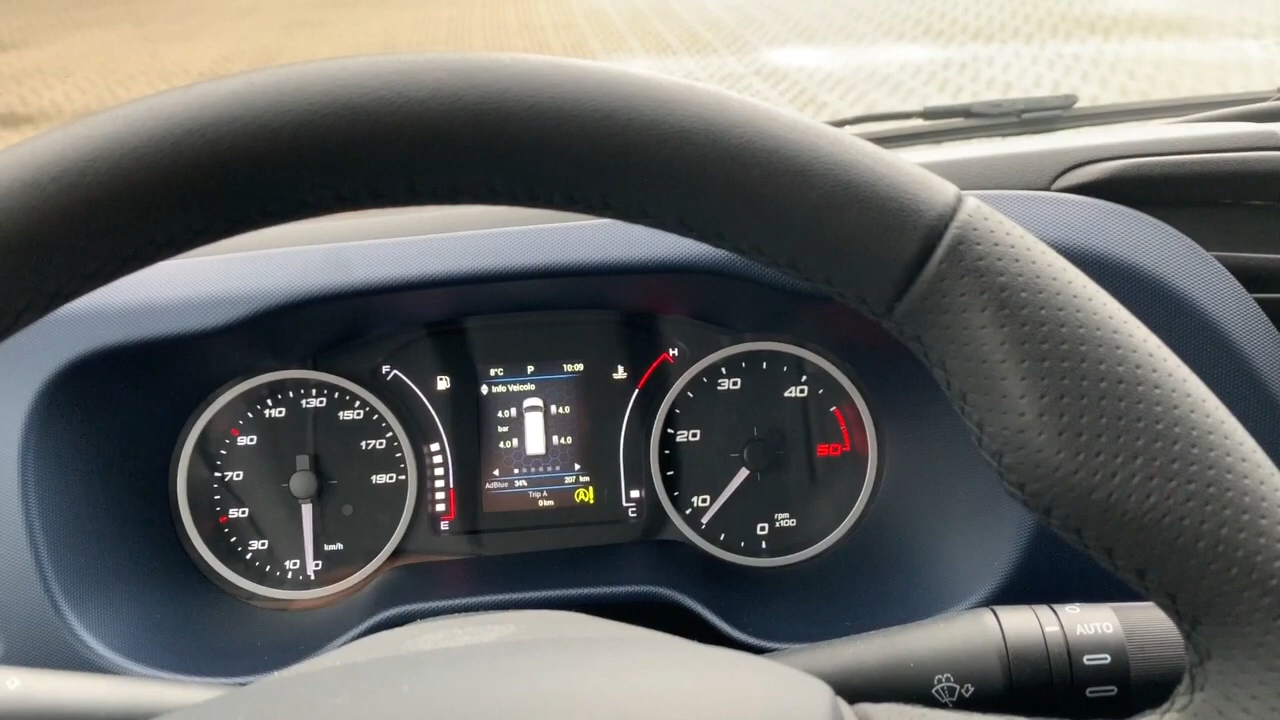 8°C P 10:09
Info Veicolo
4.0 4.0
bar
4.0 4.0
AdBlue 34% 207 km
Trip A
0 km
F
E
H
C
0
10
30
50
70
90
110
130
150
170
190
km/h
0
10
20
30
40
50
rpm
x100
AUTO